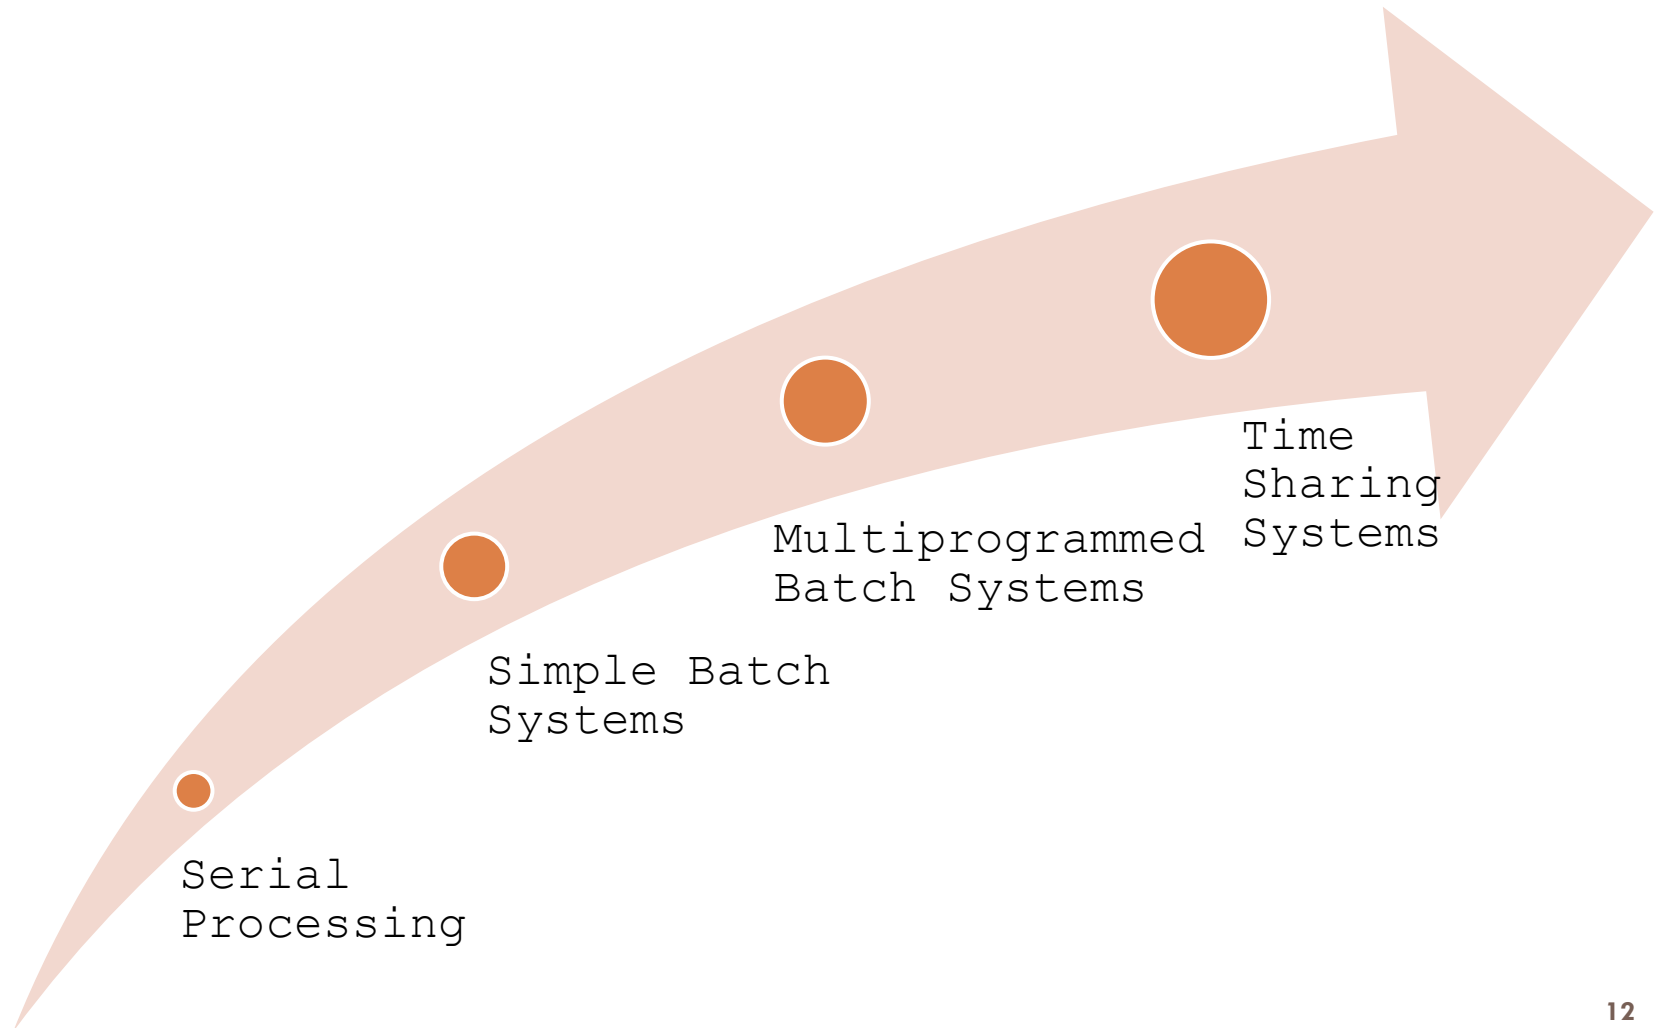 Serial
Processing
Simple Batch
Systems
Multiprogrammed
Batch Systems
Time
Sharing
Systems
12